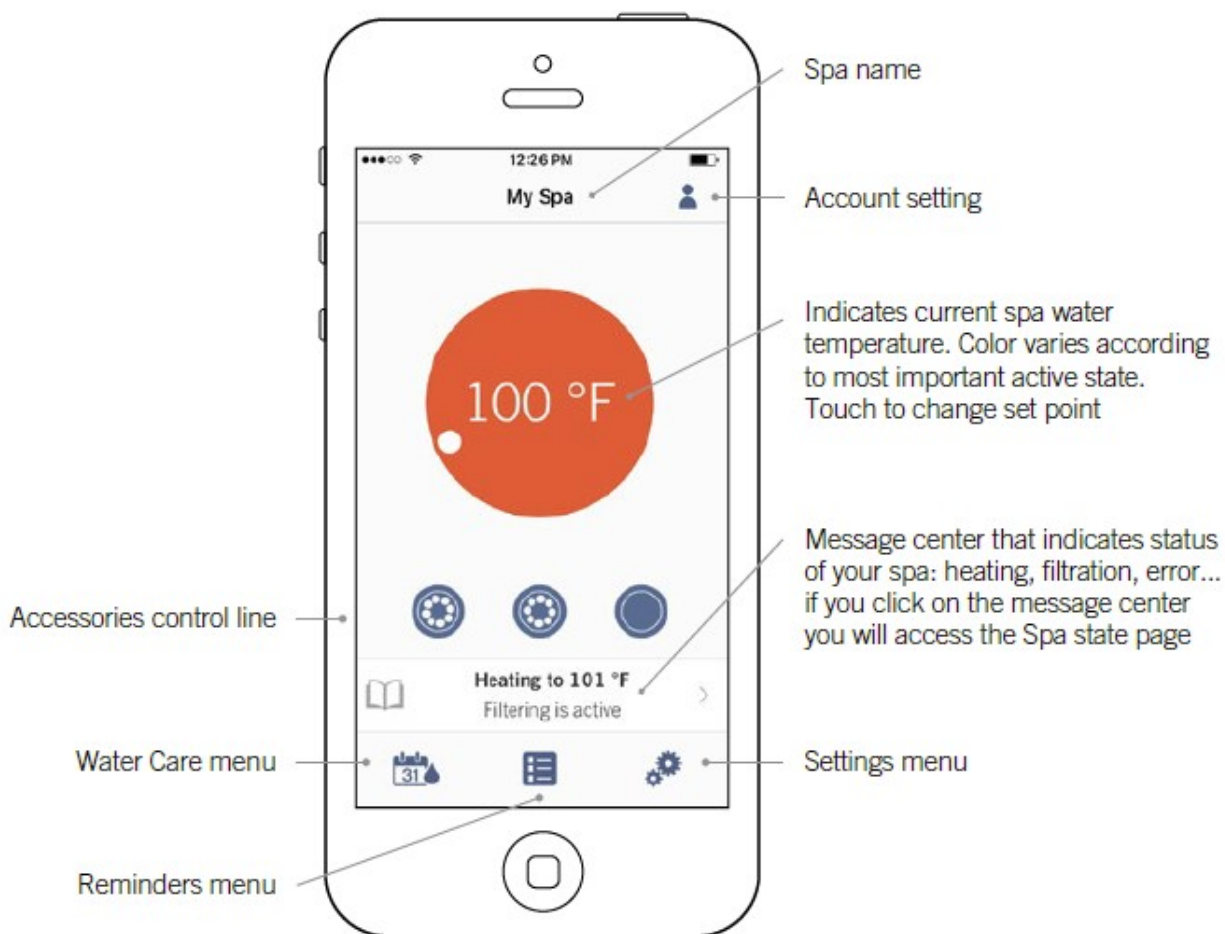 Spa name
12:26 PM
My Spa
Account setting
Indicates current spa water
temperature. Color varies according
to most important active state.
Touch to change set point
100 °F
Message center that indicates status
of your spa: heating, filtration, error...
if you click on the message center
you will access the Spa state page
Accessories control line
Heating to 101 °F
Filtering is active
Water Care menu
31
Settings menu
Reminders menu